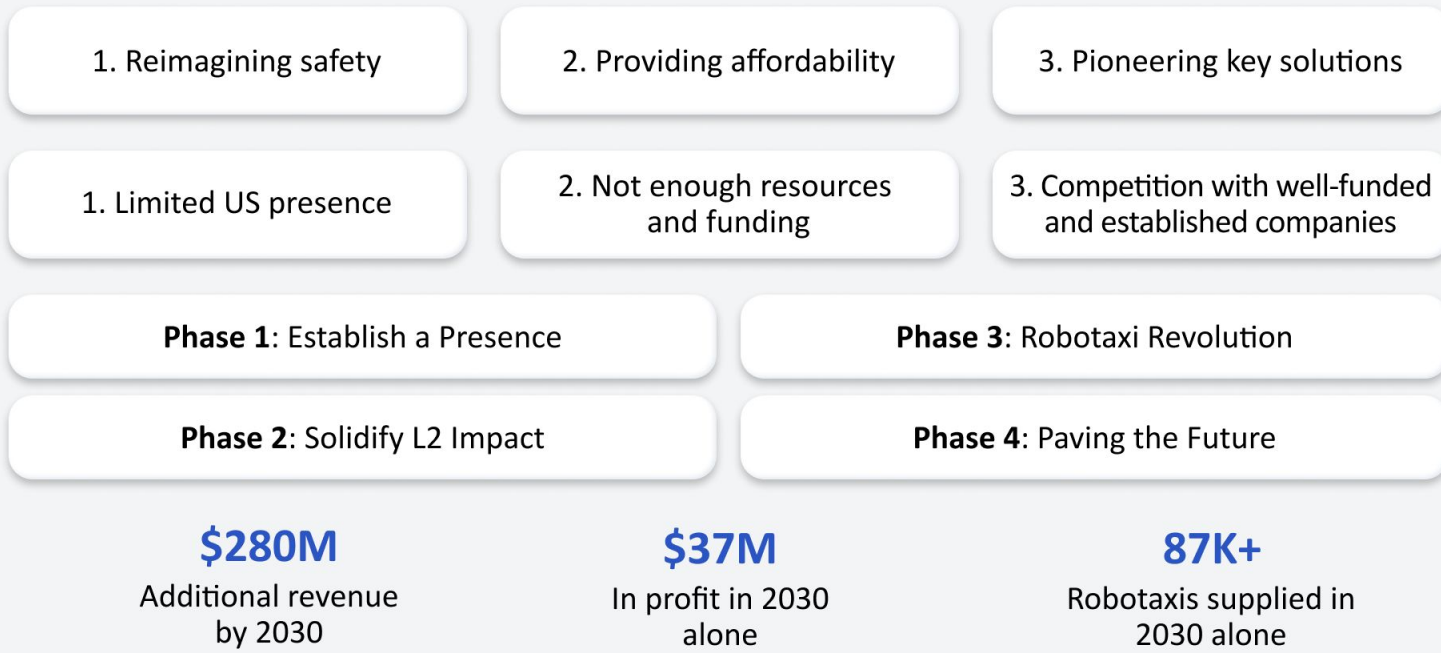 1. Reimagining safety
2. Providing affordability
3. Pioneering key solutions
1. Limited US presence
2. Not enough resources
and funding
3. Competition with well-funded
and established companies
Phase 1: Establish a Presence
Phase 3: Robotaxi Revolution
Phase 2: Solidify L2 Impact
Phase 4: Paving the Future
$280M
Additional revenue
by 2030
$37M
In profit in 2030
alone
87K+
Robotaxis supplied in
2030 alone